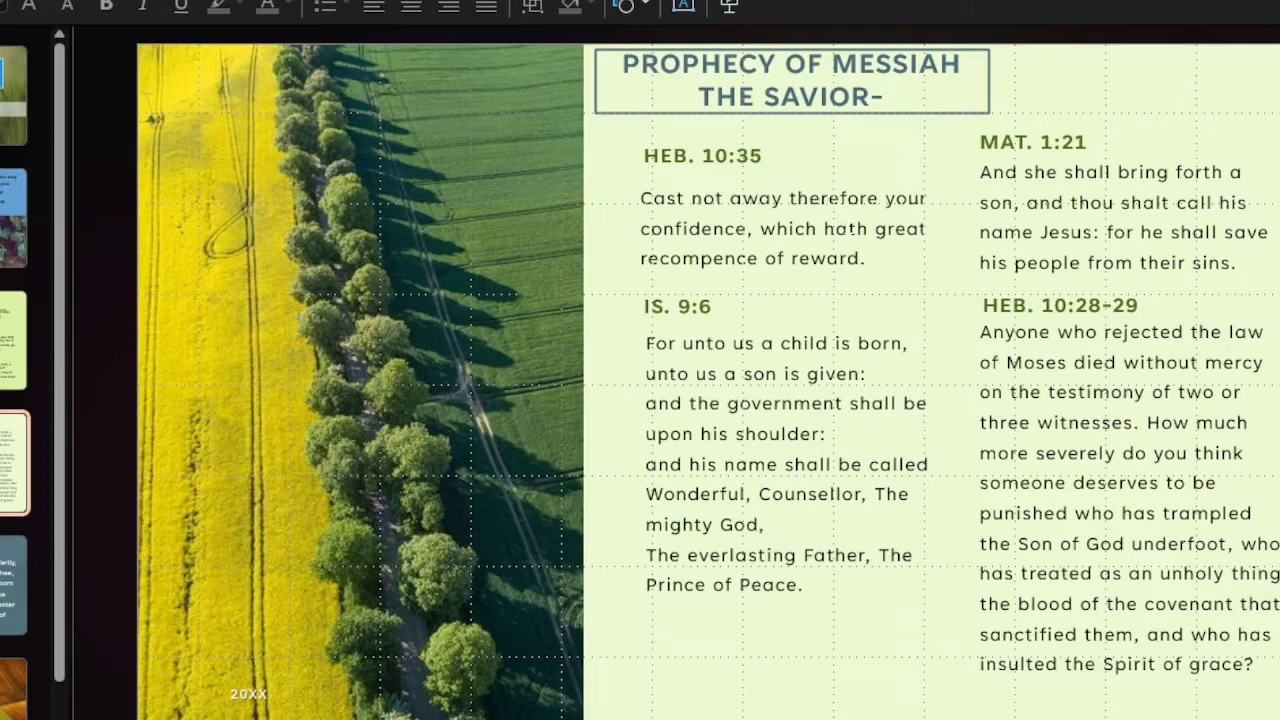 PROPHECY OF MESSIAH
THE SAVIOR-
HEB. 10:35
Cast not away therefore your
confidence, which hath great
recompence of reward.
IS. 9:6
For unto us a child is born,
unto us a son is given:
and the government shall be
upon his shoulder:
and his name shall be called
Wonderful, Counsellor, The
mighty God,
The everlasting Father, The
Prince of Peace.
MAT. 1:21
And she shall bring forth a
son, and thou shalt call his
name Jesus: for he shall save
his people from their sins.
HEB. 10:28-29
Anyone who rejected the law
of Moses died without mercy
on the testimony of two or
three witnesses. How much
more severely do you think
someone deserves to be
punished who has trampled
the Son of God underfoot, who
has treated as an unholy thing
the blood of the covenant that
sanctified them, and who has
insulted the Spirit of grace?
20XX